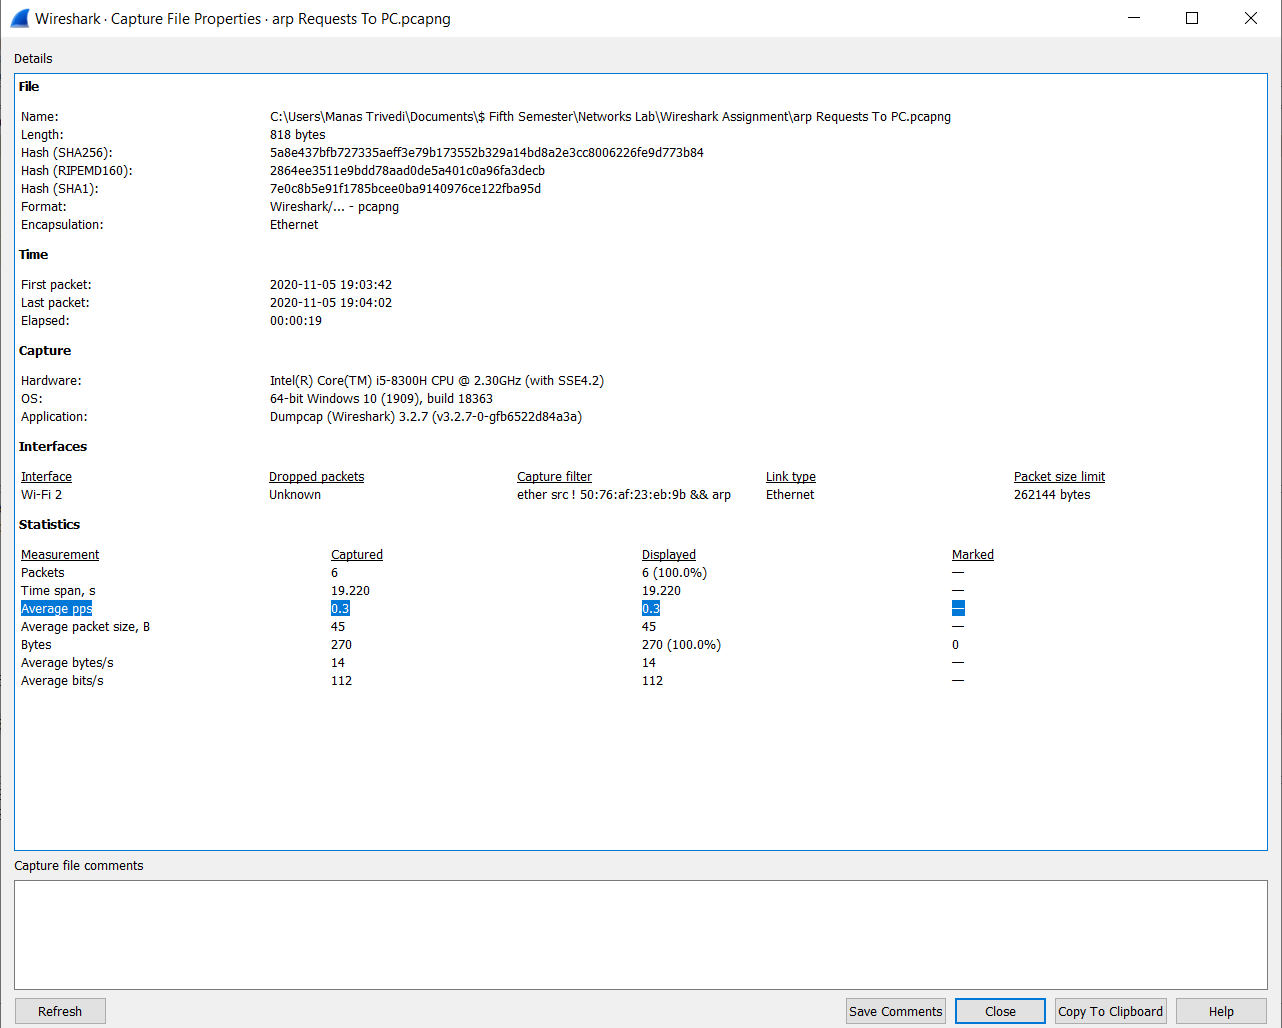 Wireshark · Capture File Properties · arp Requests To PC.pcapng
Details
File
Name: C:\Users\Manas Trivedi\Documents\$ Fifth Semester\Networks Lab\Wireshark Assignment\arp Requests To PC.pcapng
Length: 818 bytes
Hash (SHA256): 5a8e437bfb727335aeff3e79b173552b329a14bd8a2e3cc8006226fe9d773b84
Hash (RIPEMD160): 2864ee3511e9bdd78aad0de5a401c0a96fa3decb
Hash (SHA1): 7e0c8b5e91f1785bcee0ba9140976ce122fba95d
Format: Wireshark/... - pcapng
Encapsulation: Ethernet
Time
First packet: 2020-11-05 19:03:42
Last packet: 2020-11-05 19:04:02
Elapsed: 00:00:19
Capture
Hardware: Intel(R) Core(TM) i5-8300H CPU @ 2.30GHz (with SSE4.2)
OS: 64-bit Windows 10 (1909), build 18363
Application: Dumpcap (Wireshark) 3.2.7 (v3.2.7-0-gfb6522d84a3a)
Interfaces
Interface Dropped packets Capture filter Link type Packet size limit
Wi-Fi 2 Unknown ether src ! 50:76:af:23:eb:9b && arp Ethernet 262144 bytes
Statistics
Measurement Captured Displayed Marked
Packets 6 6 (100.0%) —
Time span, s 19.220 19.220 —
Average pps 0.3 0.3 —
Average packet size, B 45 45 —
Bytes 270 270 (100.0%) 0
Average bytes/s 14 14 —
Average bits/s 112 112 —
Capture file comments
Refresh Save Comments Close Copy To Clipboard Help